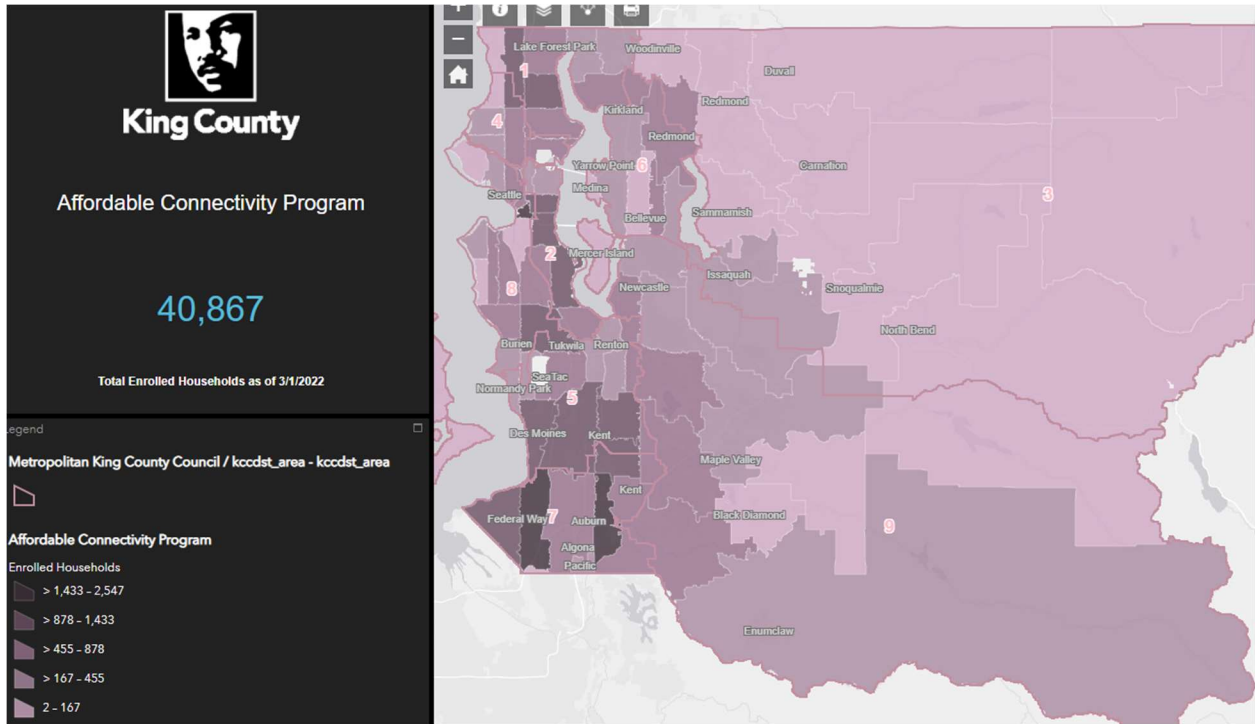 King County
Affordable Connectivity Program
40,867
Total Enrolled Households as of 3/1/2022
Legend
Metropolitan King County Council / kccdst_area - kccdst_area
Affordable Connectivity Program
Enrolled Households
> 1,433 – 2,547
> 878 – 1,433
> 455 – 878
> 167 – 455
2 – 167
Lake Forest Park
Woodinville
1
Duvall
Redmond
Kirkland
4
Redmond
Yarrow Point
6
Carnation
3
Medina
Seattle
Bellevue
Sammamish
2
Mercer Island
Issaquah
8
Newcastle
Snoqualmie
North Bend
Burien
Tukwila
Renton
SeaTac
Normandy Park
5
Des Moines
Kent
Maple Valley
Kent
Federal Way
7
Auburn
Black Diamond
9
Algona
Pacific
Enumclaw